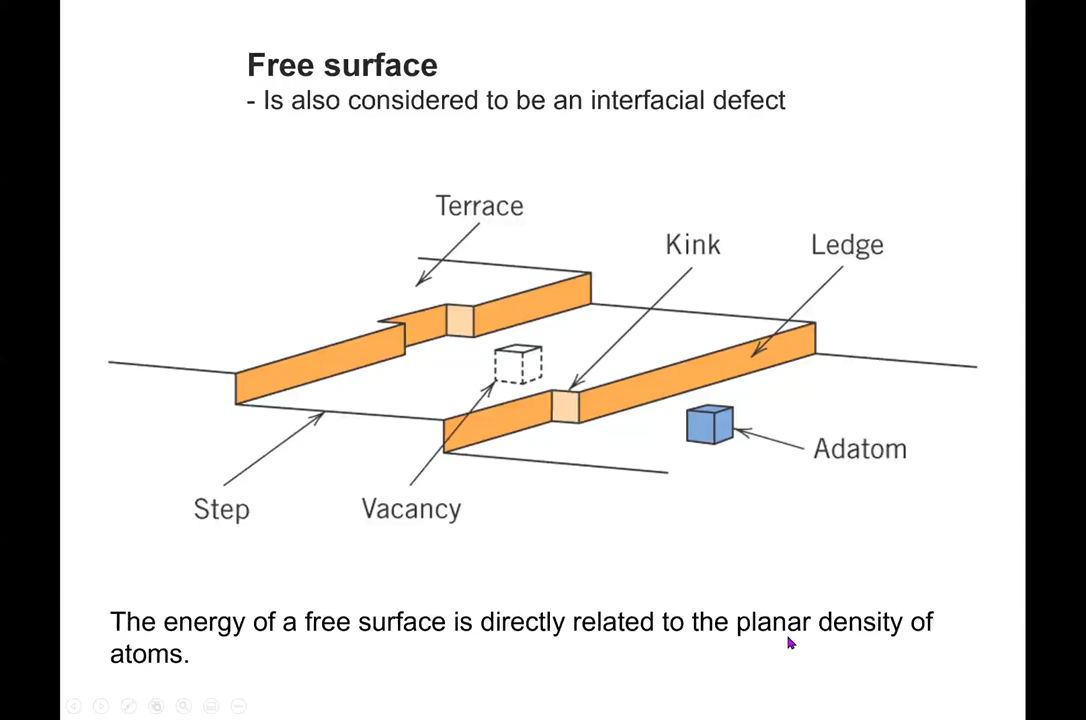 Free surface
- Is also considered to be an interfacial defect
Terrace
Kink
Ledge
Adatom
Step
Vacancy
The energy of a free surface is directly related to the planar density of
atoms.